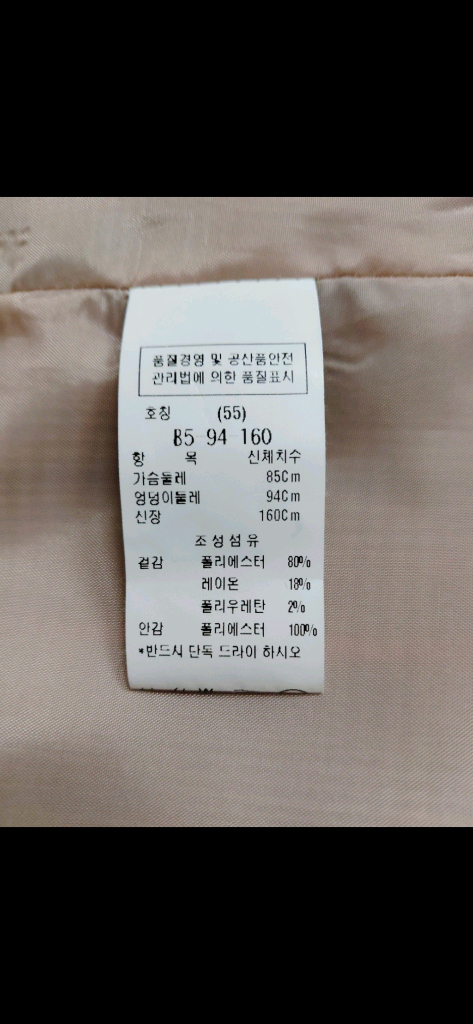 품질경영 및 공산품안전
관리법에 의한 품질표시
호칭 (55)
85 94 160
항 목 신체치수
가슴둘레 85Cm
엉덩이둘레 94Cm
신장 160Cm
조성섬유
겉감 폴리에스터 80%
레이온 18%
폴리우레탄 2%
안감 폴리에스터 100%
*반드시 단독 드라이 하시오